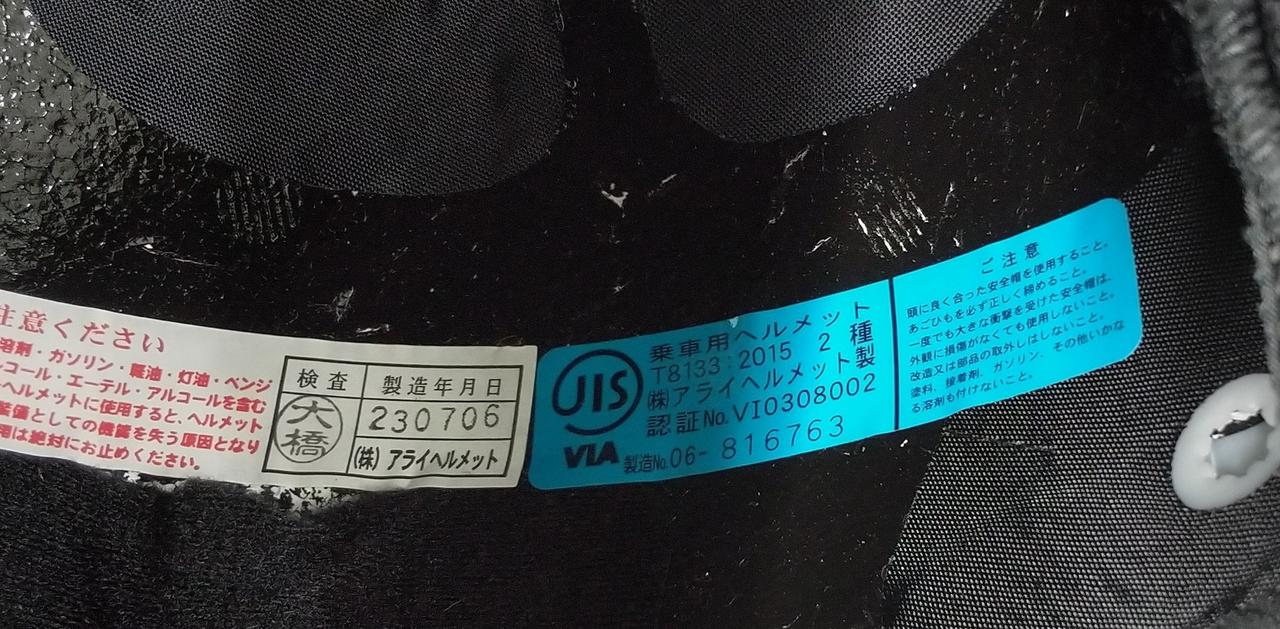 注意ください
溶剤・ガソリン・軽油・灯油・ベンジ
コール・エーテル・アルコールを含む
ヘルメットに使用すると、ヘルメット
装備としての機能を失う原因となり
用は絶対にお止めください。
検査
製造年月日
大橋
230706
(株) アライヘルメット
JIS
VIA
乗車用ヘルメット
T8133:2015 2種
㈱アライヘルメット製
認証No.VI0308002
製造No.06- 816763
ご注意
頭に良く合った安全帽を使用すること。
あごひもを必ず正しく締めること。
一度でも大きな衝撃を受けた安全帽は、
外観に損傷がなくても使用しないこと。
改造又は部品の取外しはしないこと。
塗料、接着剤、ガソリン、その他いかな
る溶剤も付けないこと。